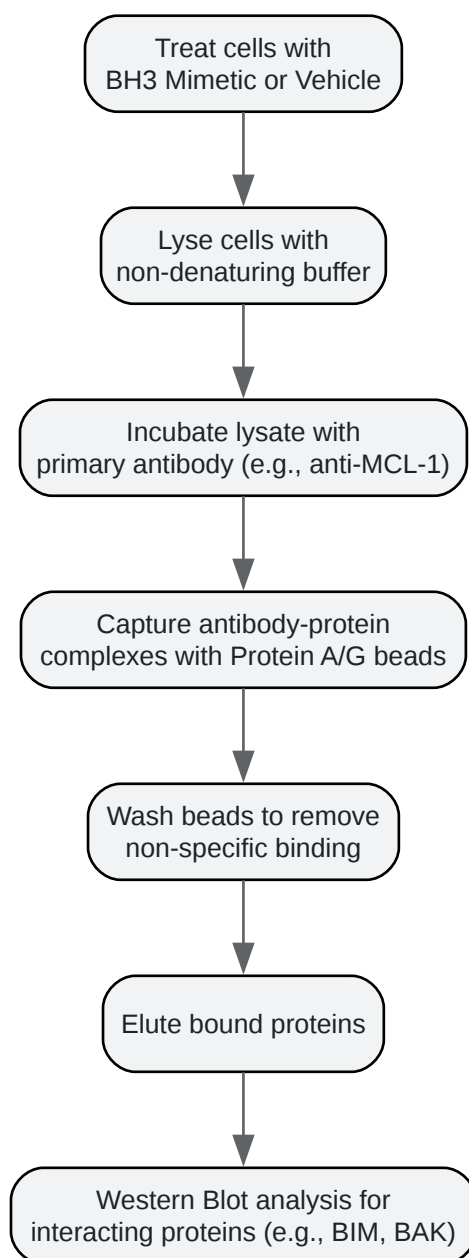 Treat cells with
BH3 Mimetic or Vehicle
Lyse cells with
non-denaturing buffer
Incubate lysate with
primary antibody (e.g., anti-MCL-1)
Capture antibody-protein
complexes with Protein A/G beads
Wash beads to remove
non-specific binding
Elute bound proteins
Western Blot analysis for
interacting proteins (e.g., BIM, BAK)